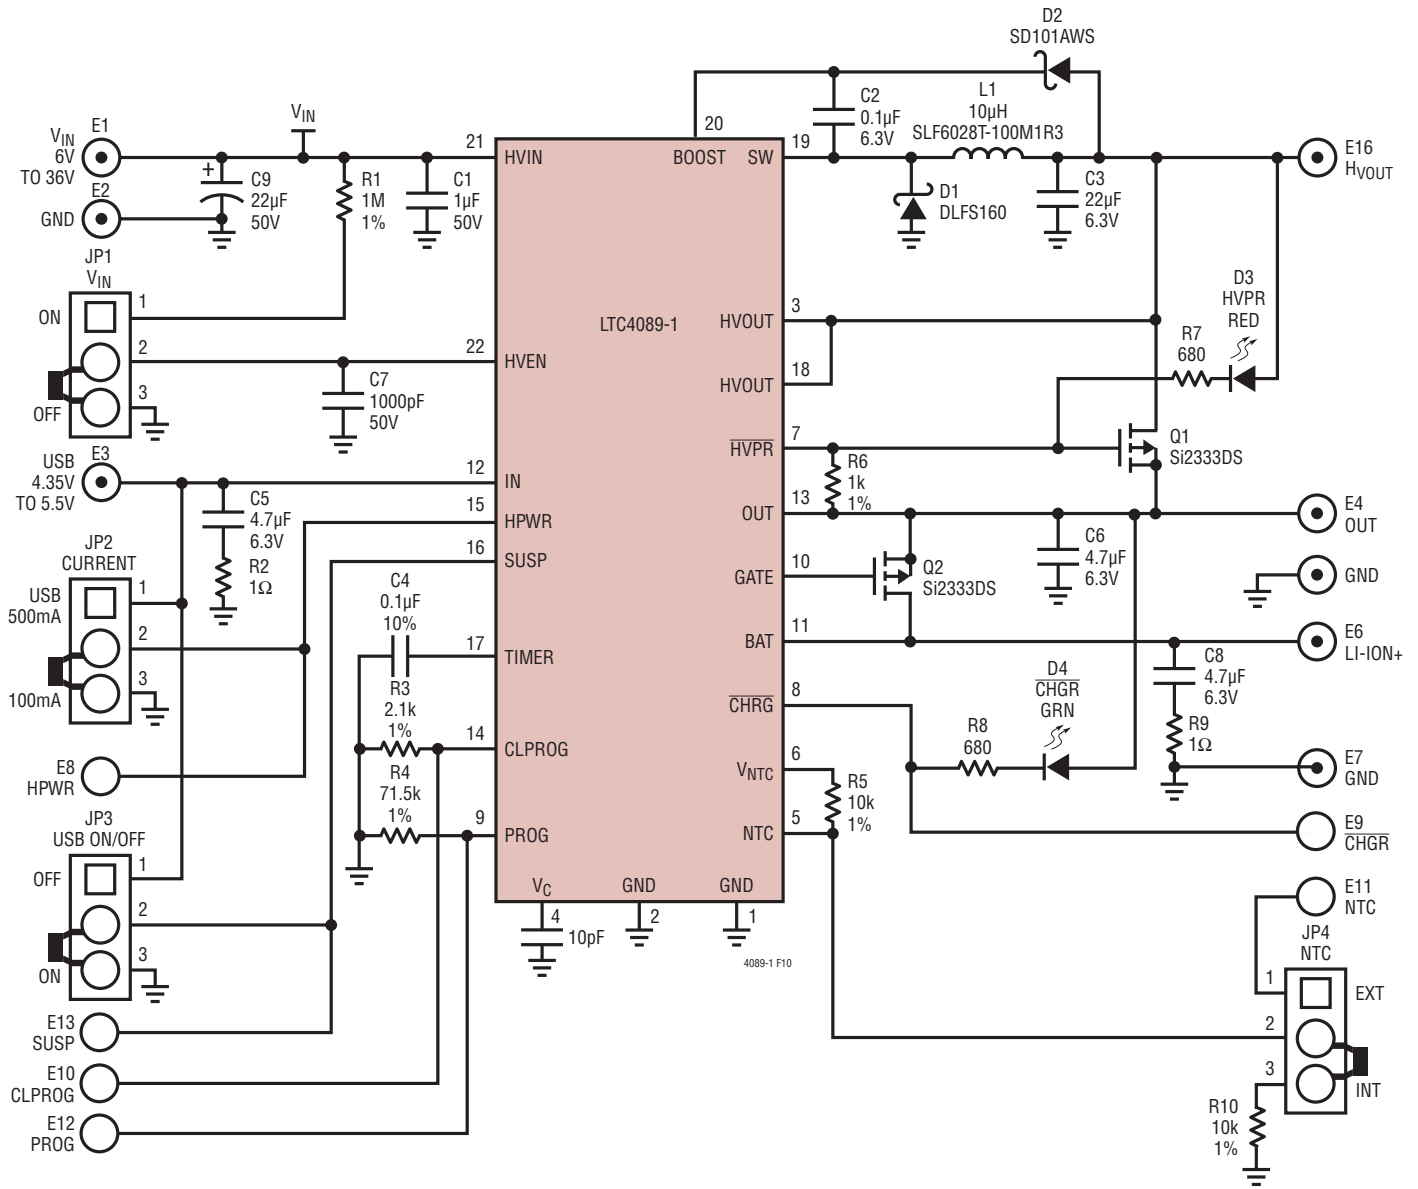 D2
SD101AWS
C2
0.1µF
6.3V
L1
10µH
SLF6028T-100M1R3
20
VIN
E1
VIN
6V
TO 36V
21
HVIN
BOOST
SW
19
E16
HVOUT
E2
GND
+
C9
22µF
50V
R1
1M
1%
C1
1µF
50V
D1
DLFS160
C3
22µF
6.3V
JP1
VIN
ON
1
2
3
OFF
22
HVEN
C7
1000pF
50V
LTC4089-1
3
HVOUT
18
HVOUT
D3
HVPR
RED
R7
680
7
HVPR
Q1
Si2333DS
R6
1k
1%
E3
USB
4.35V
TO 5.5V
12
IN
15
HPWR
16
SUSP
C5
4.7µF
6.3V
R2
1Ω
13
OUT
E4
OUT
C6
4.7µF
6.3V
10
GATE
Q2
Si2333DS
GND
JP2
CURRENT
USB
500mA
1
2
3
100mA
C4
0.1µF
10%
17
TIMER
11
BAT
E6
LI-ION+
C8
4.7µF
6.3V
R9
1Ω
R3
2.1k
1%
14
CLPROG
8
CHRG
D4
CHGR
GRN
R8
680
E7
GND
E8
HPWR
R4
71.5k
1%
9
PROG
6
VNTC
R5
10k
1%
5
NTC
E9
CHGR
JP3
USB ON/OFF
OFF
1
2
3
ON
VC
GND
GND
4
2
1
10pF
4089-1 F10
E11
NTC
JP4
NTC
1
EXT
2
3
INT
R10
10k
1%
E13
SUSP
E10
CLPROG
E12
PROG